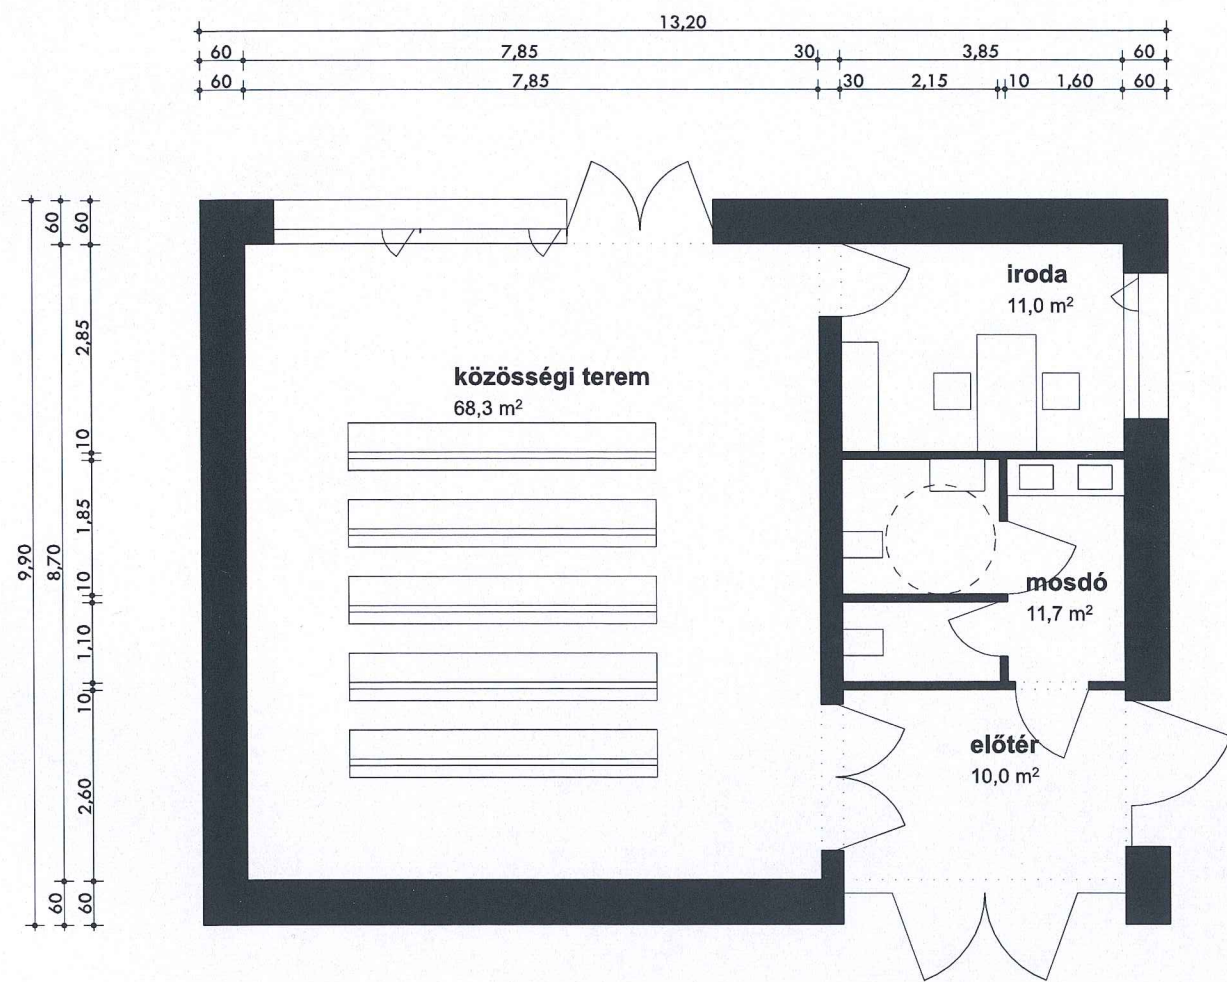 13,20
60 7,85 30 3,85 60
60 7,85 30 2,15 10 1,60 60
9,90
60 8,70 60
60 2,85 10 1,85 10 1,10 10 2,60 60
iroda
11,0 m²
közösségi terem
68,3 m²
mosdó
11,7 m²
előtér
10,0 m²